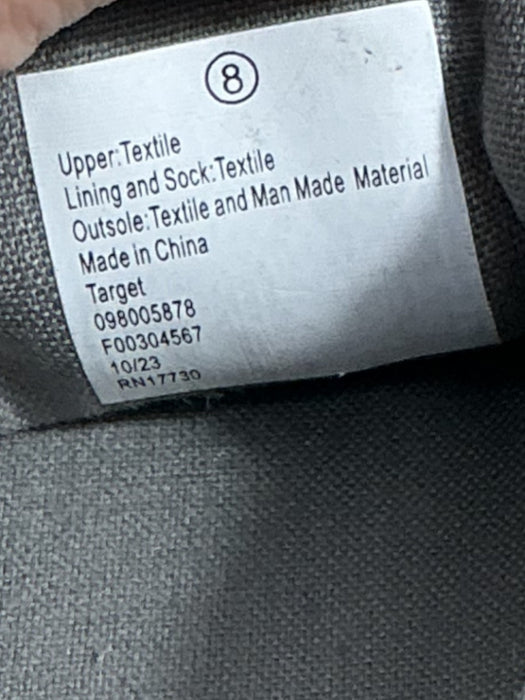 8
Upper:Textile
Lining and Sock:Textile
Outsole:Textile and Man Made Material
Made in China
Target
098005878
F00304567
10/23
RN17730